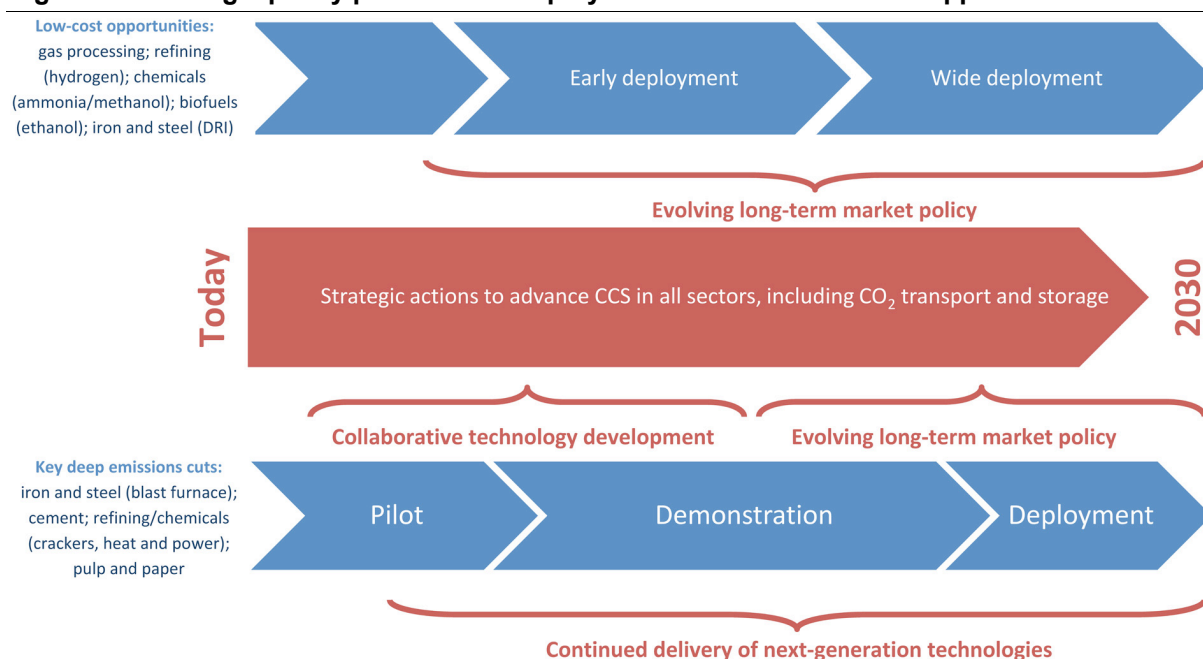 Low-cost opportunities:
gas processing; refining
(hydrogen); chemicals
(ammonia/methanol); biofuels
(ethanol); iron and steel (DRI)
Early deployment
Wide deployment
Evolving long-term market policy
Today
Strategic actions to advance CCS in all sectors, including CO₂ transport and storage
2030
Collaborative technology development
Evolving long-term market policy
Key deep emissions cuts:
iron and steel (blast furnace);
cement; refining/chemicals
(crackers, heat and power);
pulp and paper
Pilot
Demonstration
Deployment
Continued delivery of next-generation technologies